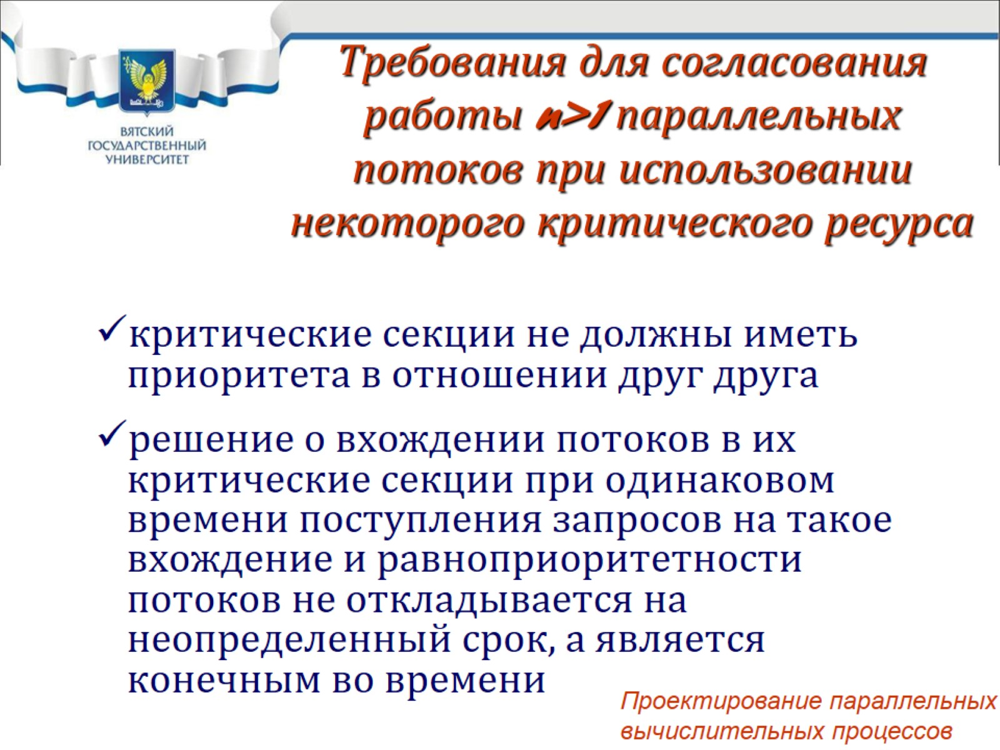 ВЯТСКИЙ
ГОСУДАРСТВЕННЫЙ
УНИВЕРСИТЕТ
Требования для согласования
работы n>1 параллельных
потоков при использовании
некоторого критического ресурса
✓критические секции не должны иметь
приоритета в отношении друг друга
✓решение о вхождении потоков в их
критические секции при одинаковом
времени поступления запросов на такое
вхождение и равноприоритетности
потоков не откладывается на
неопределенный срок, а является
конечным во времени
Проектирование параллельных
вычислительных процессов